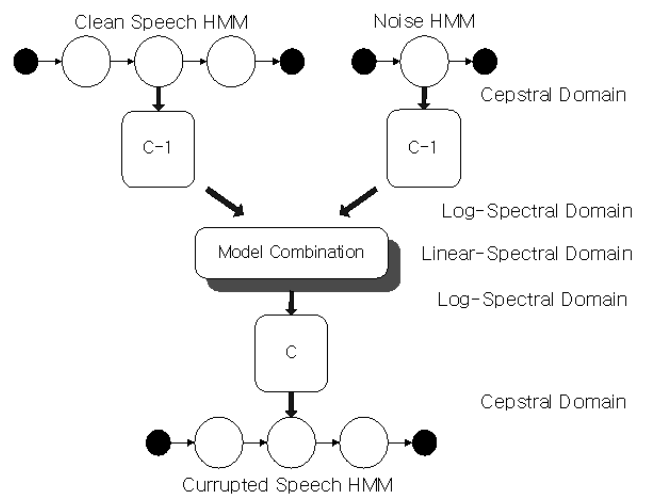 Clean Speech HMM
Noise HMM
Cepstral Domain
C-1
C-1
Log-Spectral Domain
Model Combination
Linear-Spectral Domain
Log-Spectral Domain
C
Cepstral Domain
Currupted Speech HMM